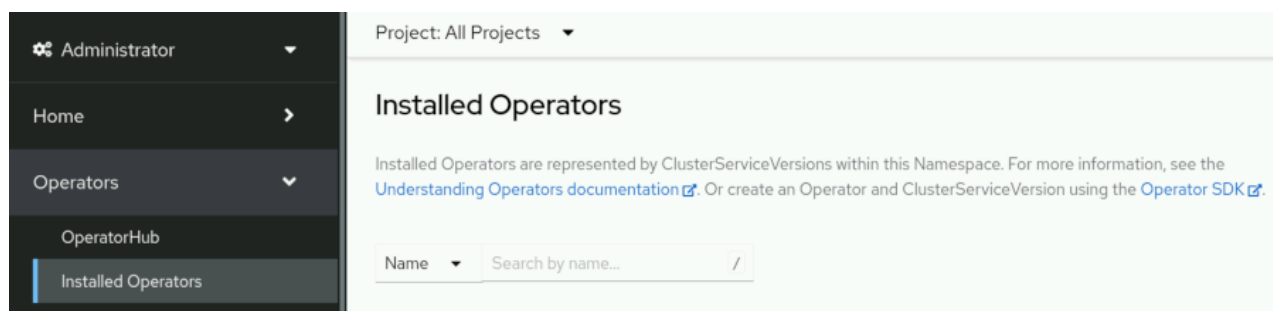 Administrator
Home
Operators
OperatorHub
Installed Operators
Project: All Projects
Installed Operators
Installed Operators are represented by ClusterServiceVersions within this Namespace. For more information, see the
Understanding Operators documentation. Or create an Operator and ClusterServiceVersion using the Operator SDK.
Name
Search by name...
/